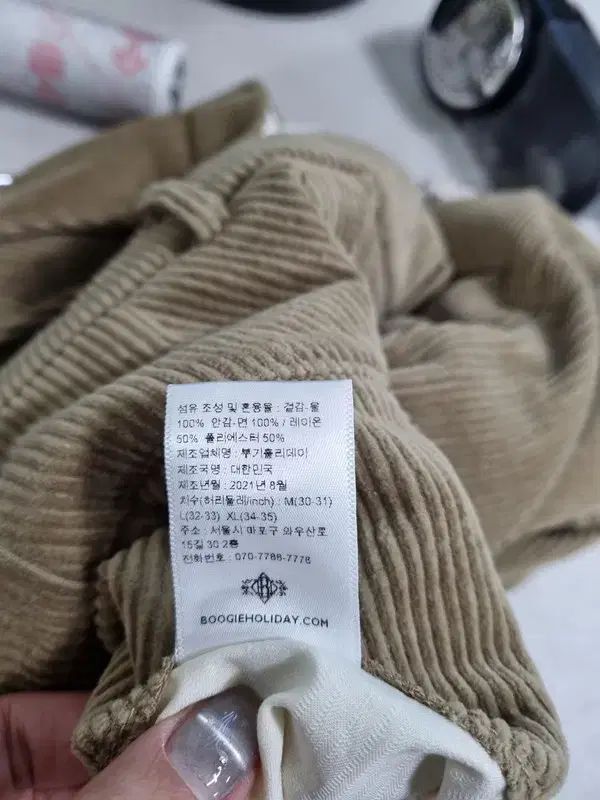 섬유 조성 및 혼용율 : 겉감-울
100% 안감-면 100% / 레이온
50% 폴리에스터 50%
제조업체명 : 부기홀리데이
제조국명 : 대한민국
제조년월 : 2021년 8월
치수(허리둘레/inch) : M(30-31)
L(32-33) XL(34-35)
주소 : 서울시 마포구 와우산로
15길 30 2층
전화번호 : 070-7788-7778
BOOGIEHOLIDAY.COM